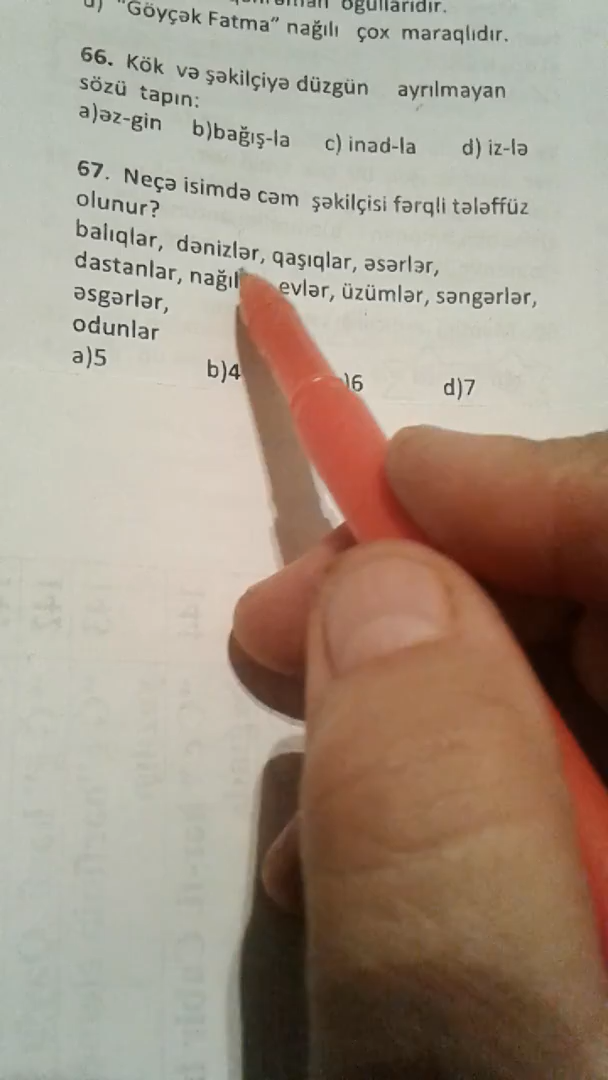 "Göyçək Fatma" nağılı çox maraqlıdır.
66. Kök və şəkilçiyə düzgün ayrılmayan
sözü tapın:
a)əz-gin b)bağış-la c) inad-la d) iz-lə
67. Neçə isimdə cəm şəkilçisi fərqli tələffüz
olunur?
balıqlar, dənizlər, qaşıqlar, əsərlər,
dastanlar, evlər, üzümlər, səngərlər,
əsgərlər,
odunlar
a)5 b)4 )6 d)7